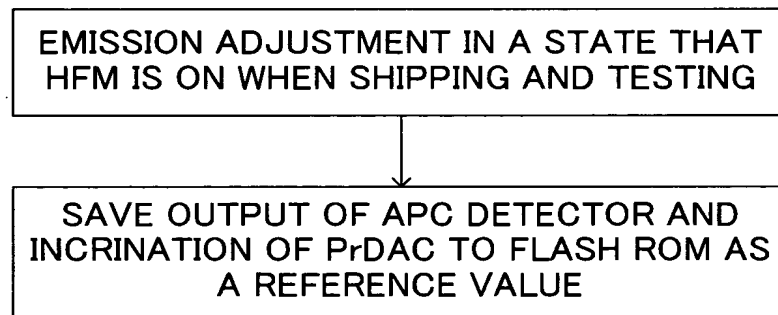 EMISSION ADJUSTMENT IN A STATE THAT
HFM IS ON WHEN SHIPPING AND TESTING
SAVE OUTPUT OF APC DETECTOR AND
INCRINATION OF PrDAC TO FLASH ROM AS
A REFERENCE VALUE